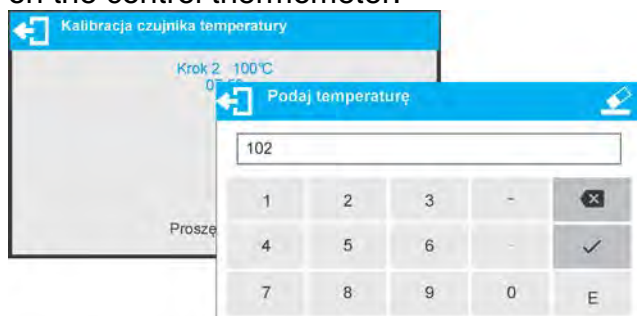 on the control thermometer.
Kalibracja czujnika temperatury
Krok 2 100°C
Proszę
Podaj temperaturę
102
1 2 3 -
4 5 6 .
7 8 9 0 E